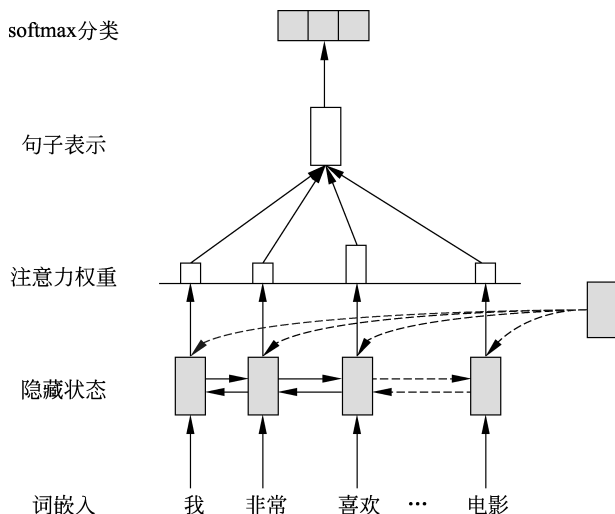 softmax分类
句子表示
注意力权重
隐藏状态
词嵌入 我 非常 喜欢 … 电影